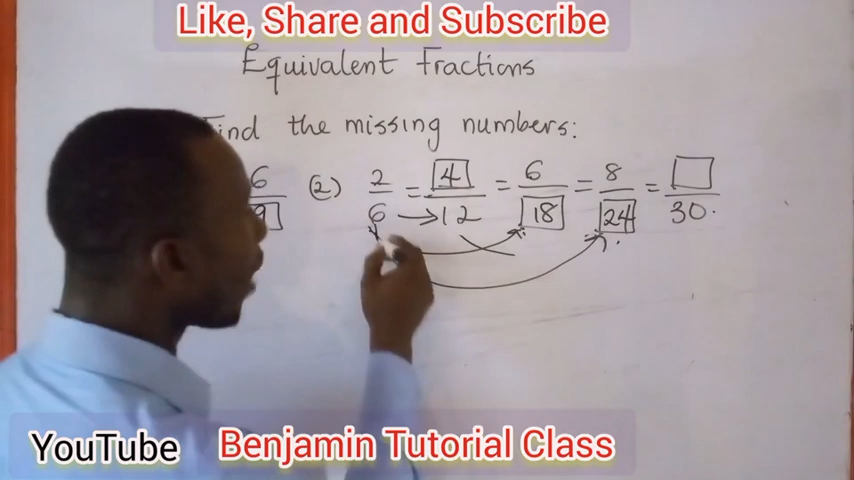 Like, Share and Subscribe
Equivalent Fractions
Find the missing numbers:
6/9 (2) 2/6 = 4/12 = 6/18 = 8/24 = □/30.
YouTube Benjamin Tutorial Class